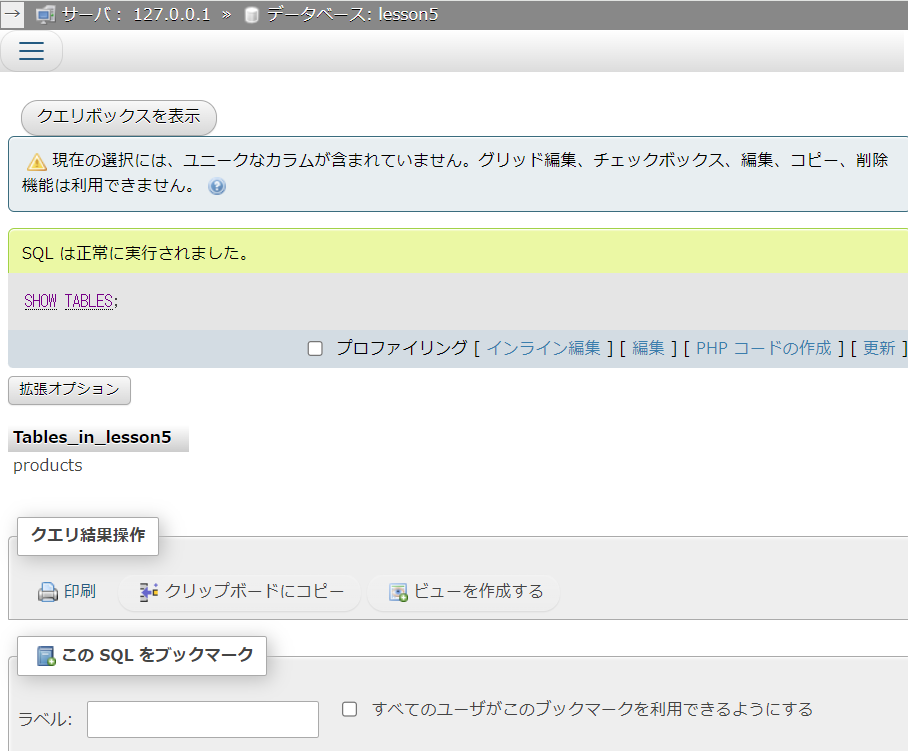 サーバ: 127.0.0.1 » データベース: lesson5
クエリボックスを表示
現在の選択には、ユニークなカラムが含まれていません。グリッド編集、チェックボックス、編集、コピー、削除
機能は利用できません。
SQL は正常に実行されました。
SHOW TABLES;
プロファイリング [ インライン編集 ] [ 編集 ] [ PHP コードの作成 ] [ 更新 ]
拡張オプション
Tables_in_lesson5
products
クエリ結果操作
印刷 クリップボードにコピー ビューを作成する
この SQL をブックマーク
ラベル: すべてのユーザがこのブックマークを利用できるようにする